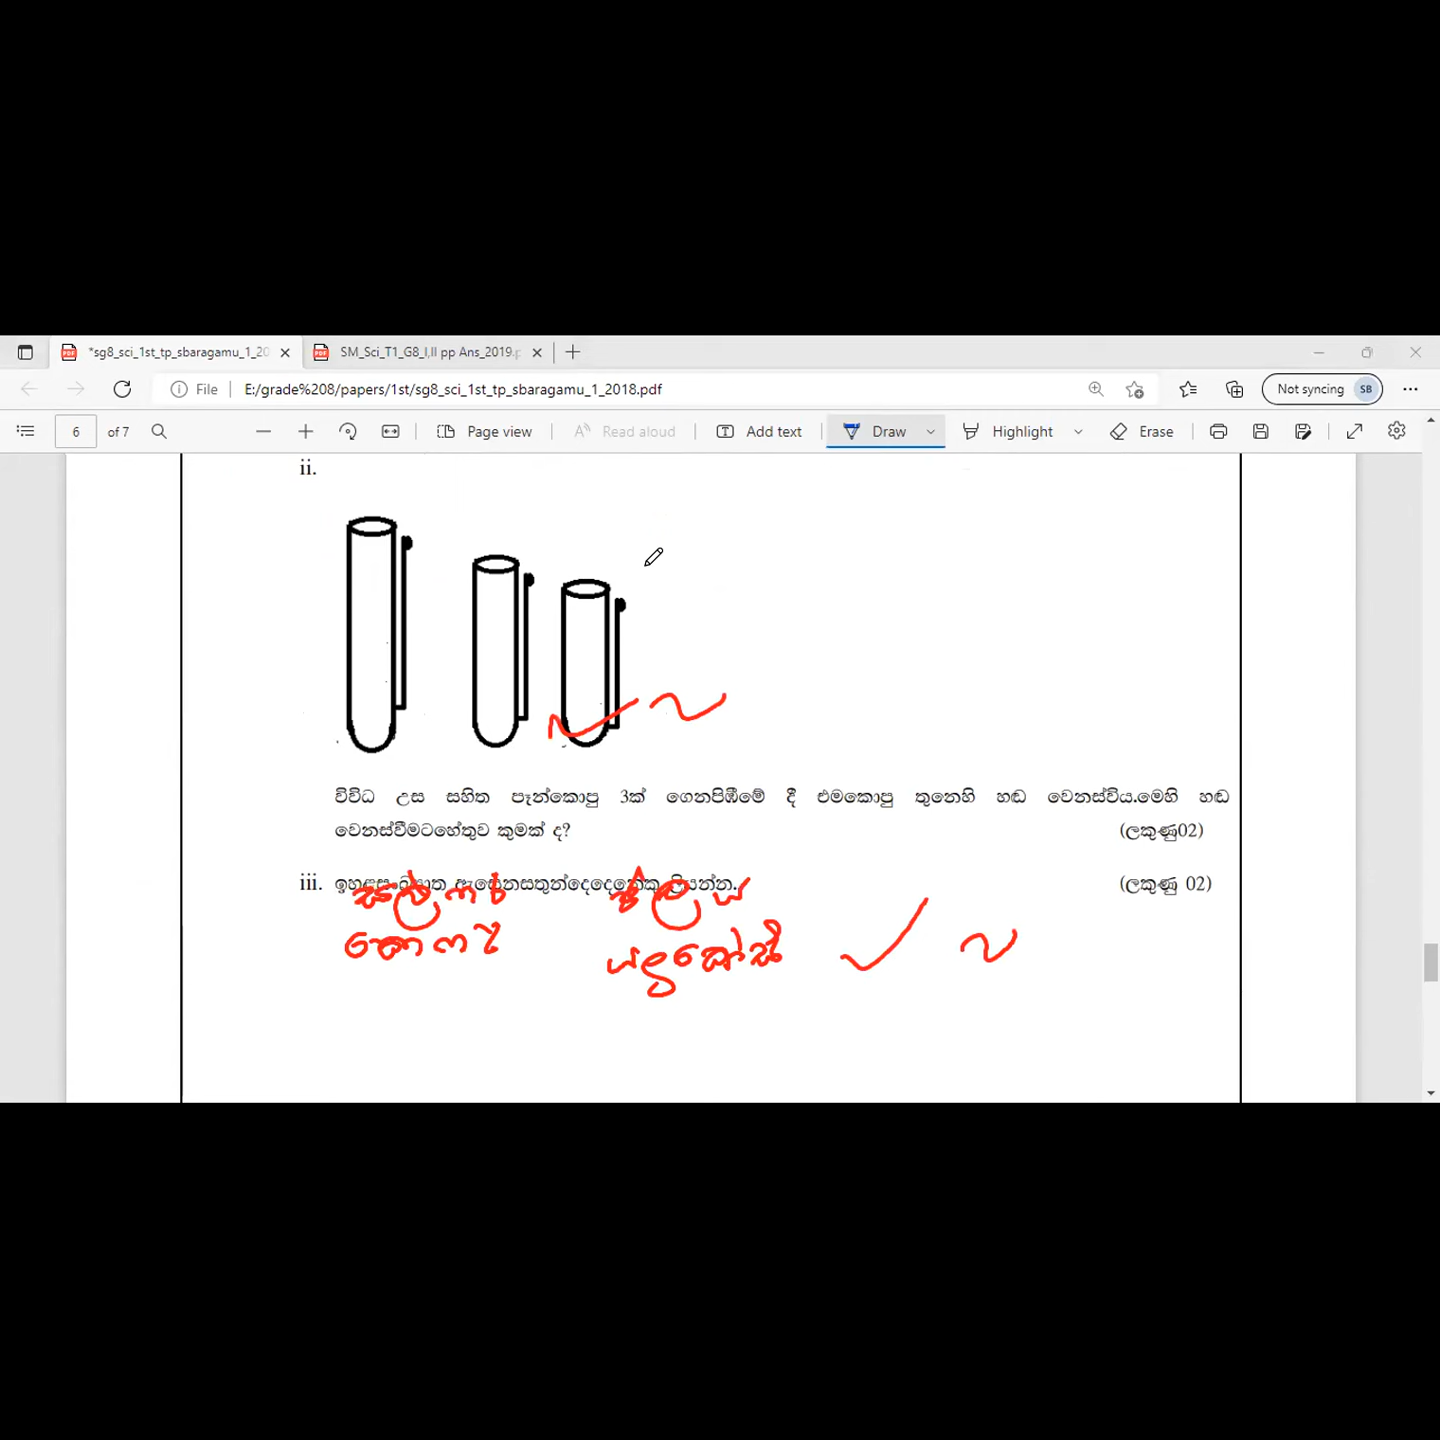 *sg8_sci_1st_tp_sbaragamu_1_20
SM_Sci_T1_G8_I,II pp Ans_2019.p
File E:/grade%208/papers/1st/sg8_sci_1st_tp_sbaragamu_1_2018.pdf Not syncing SB
6 of 7 Page view Read aloud Add text Draw Highlight Erase
ii.
විවිධ උස සහිත පෑන්කොපු 3ක් ගෙනපිඹීමේ දී එමකොපු තුනෙහි හඬ වෙනස්විය.මෙහි හඬ
වෙනස්වීමටහේතුව කුමක් ද? (ලකුණු02)
iii. (ලකුණු 02)